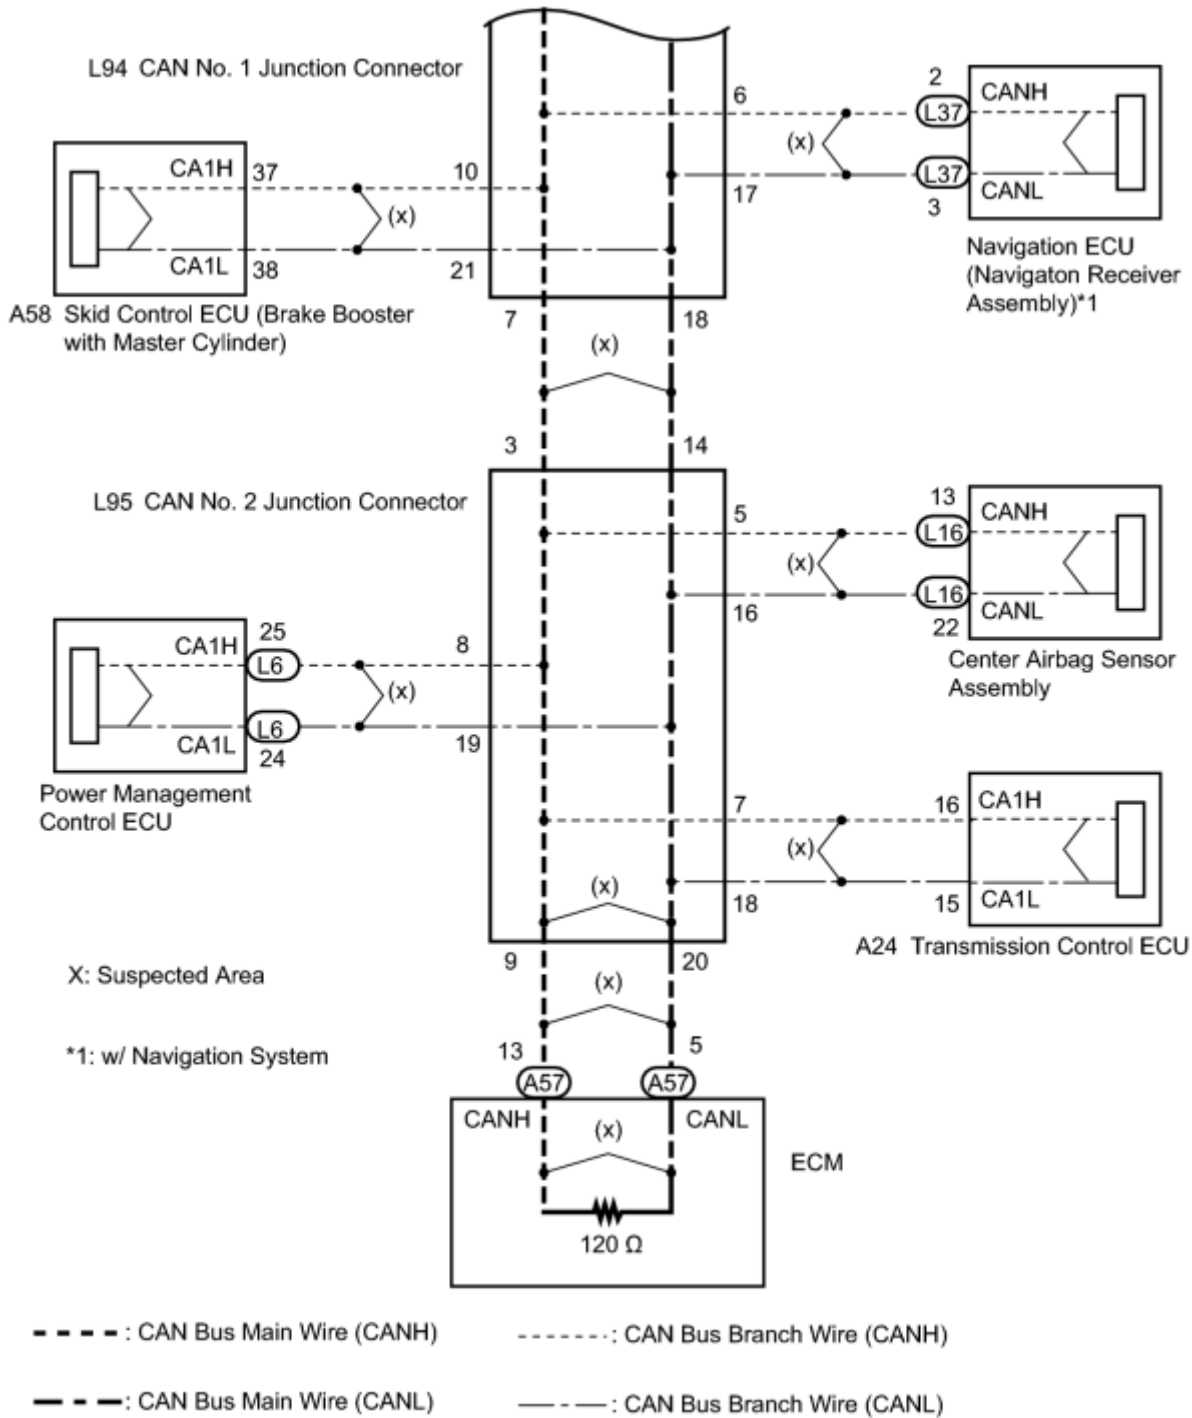 L94 CAN No. 1 Junction Connector
6
2
CANH
L37
(x)
L37
CANL
17
3
Navigation ECU
(Navigaton Receiver
Assembly)*1
CA1H
37
10
(x)
CA1L
38
21
A58 Skid Control ECU (Brake Booster
with Master Cylinder)
7
18
(x)
3
14
L95 CAN No. 2 Junction Connector
5
13
CANH
L16
(x)
L16
CANL
16
22
Center Airbag Sensor
Assembly
25
CA1H
L6
8
(x)
L6
CA1L
24
19
Power Management
Control ECU
7
16
CA1H
(x)
18
15
CA1L
A24 Transmission Control ECU
(x)
9
20
X: Suspected Area
(x)
*1: w/ Navigation System
13
5
A57
A57
CANH
CANL
(x)
ECM
120 Ω
: CAN Bus Main Wire (CANH)
: CAN Bus Branch Wire (CANH)
: CAN Bus Main Wire (CANL)
: CAN Bus Branch Wire (CANL)